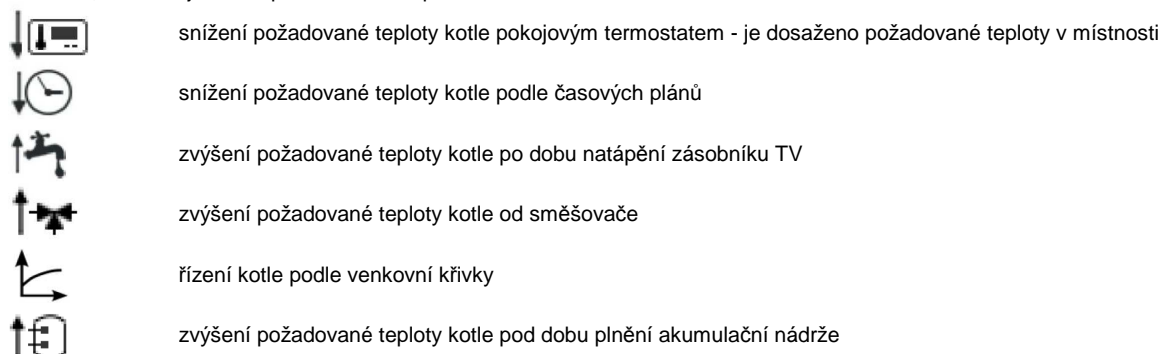 snížení požadované teploty kotle pokojovým termostatem - je dosaženo požadované teploty v místnosti
snížení požadované teploty kotle podle časových plánů
zvýšení požadované teploty kotle po dobu natápění zásobníku TV
zvýšení požadované teploty kotle od směšovače
řízení kotle podle venkovní křivky
zvýšení požadované teploty kotle pod dobu plnění akumulační nádrže